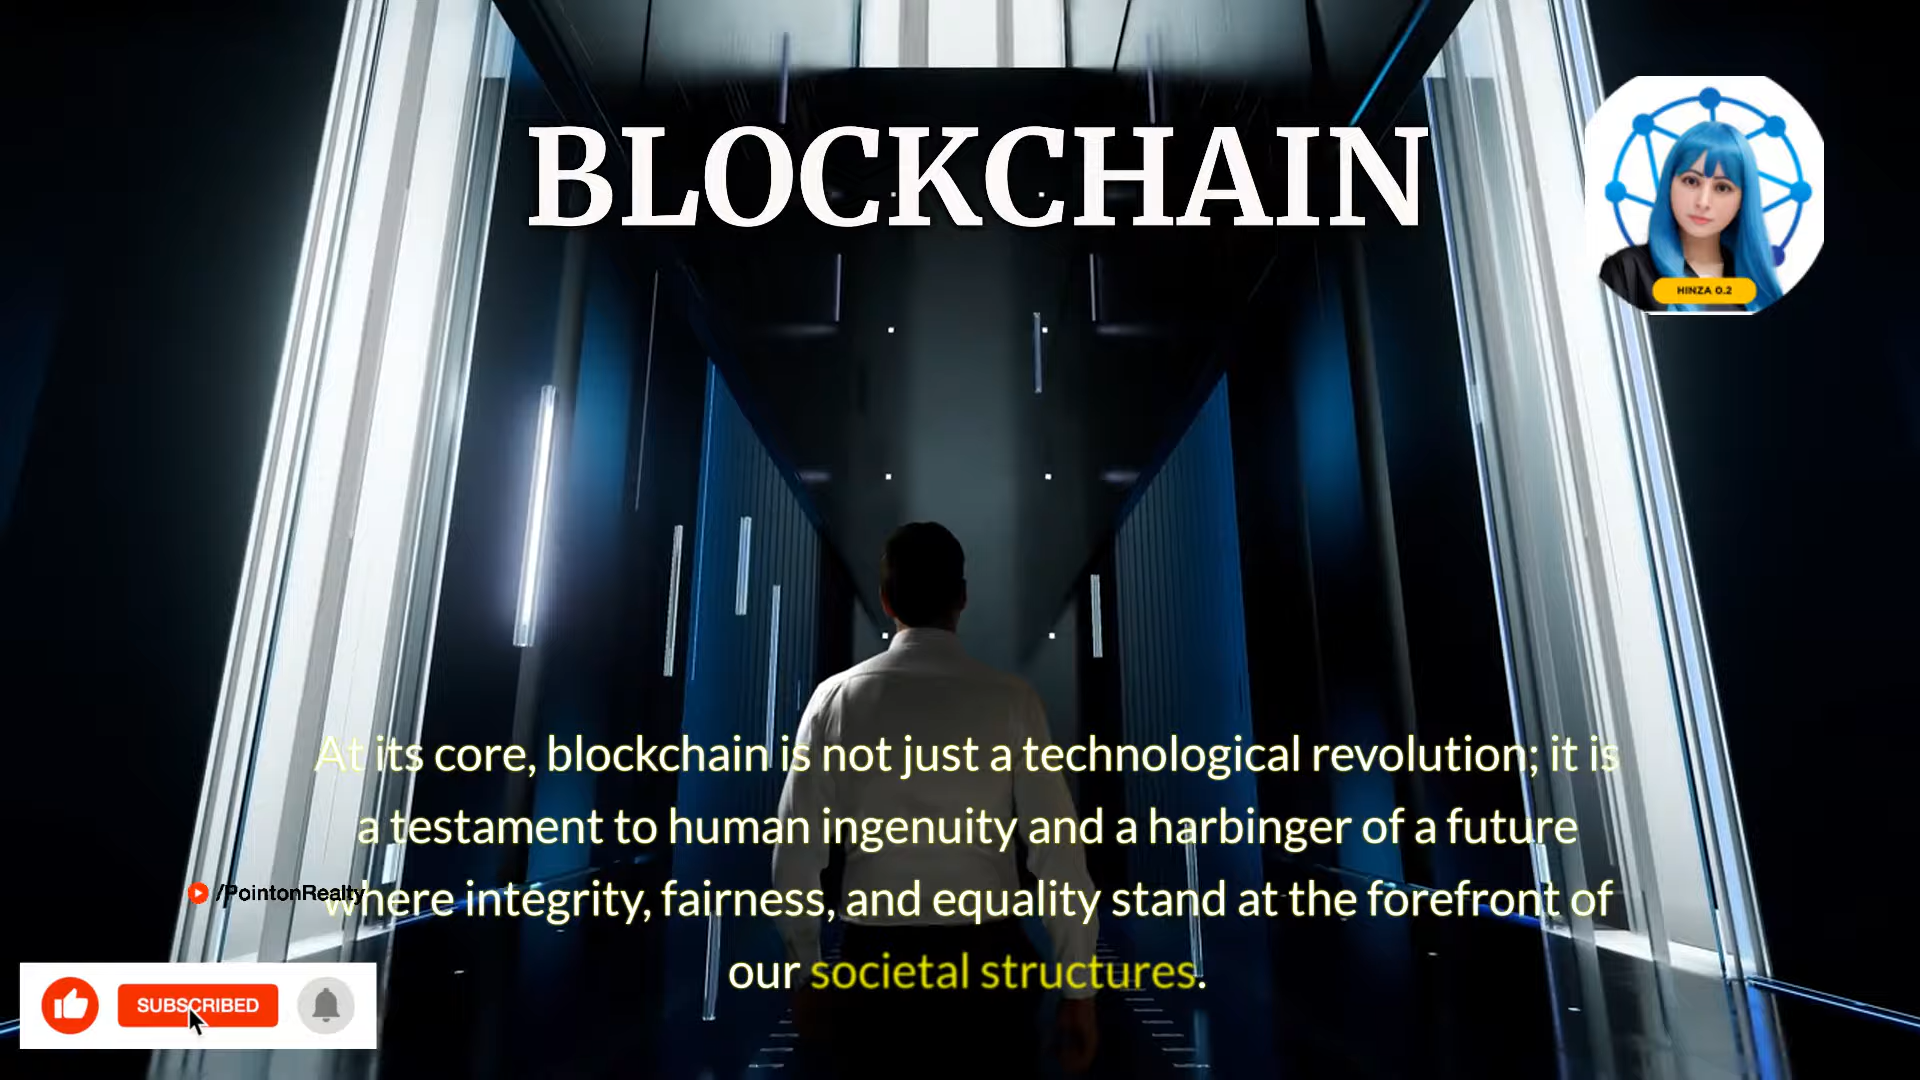 BLOCKCHAIN
HINZA 0.2
At its core, blockchain is not just a technological revolution; it is
a testament to human ingenuity and a harbinger of a future
where integrity, fairness, and equality stand at the forefront of
our societal structures.
/PointonRealty
SUBSCRIBED